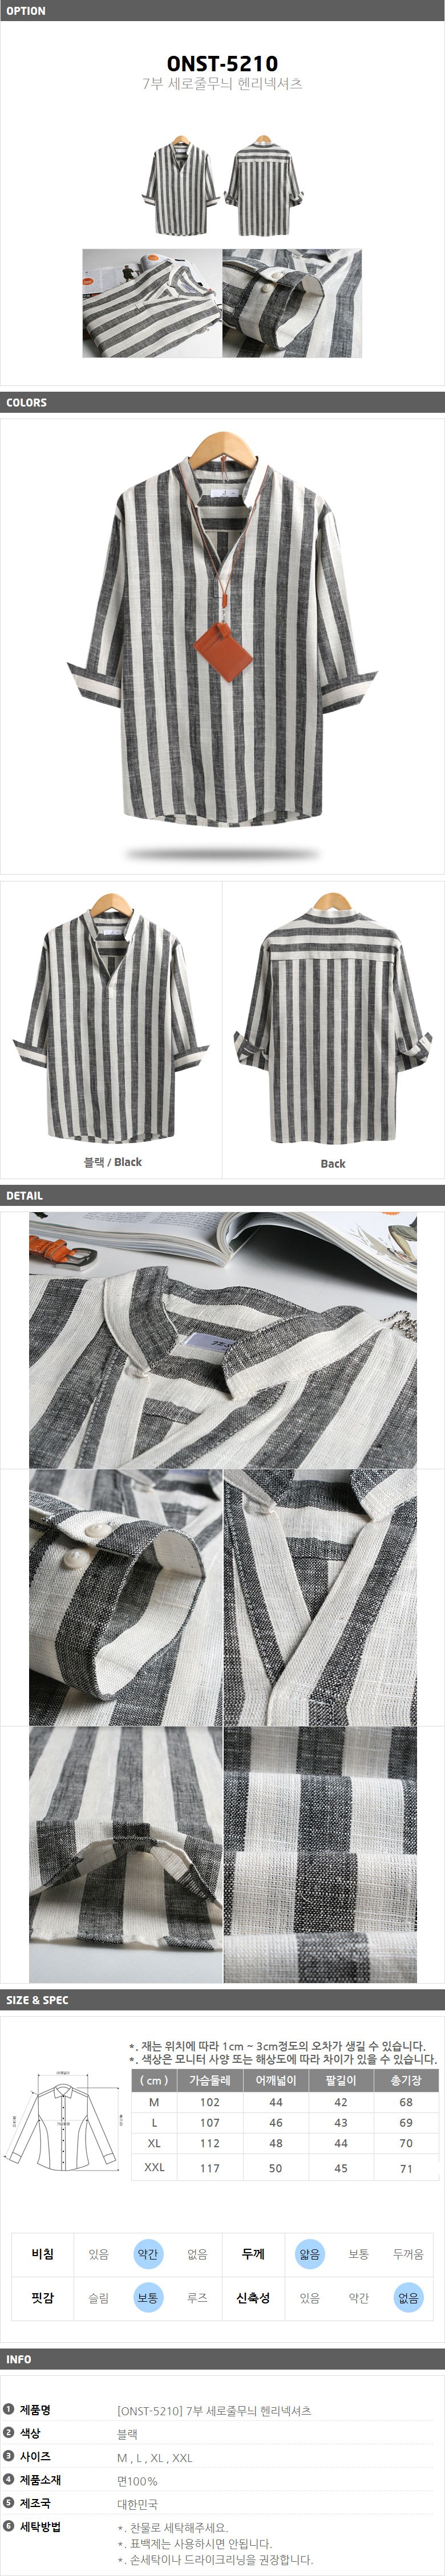 OPTION
ONST-5210
7부 세로줄무늬 헨리넥셔츠
COLORS
블랙 / Black
Back
DETAIL
SIZE & SPEC
*. 재는 위치에 따라 1cm ~ 3cm정도의 오차가 생길 수 있습니다.
*. 색상은 모니터 사양 또는 해상도에 따라 차이가 있을 수 있습니다.
( cm ) 가슴둘레 어깨넓이 팔길이 총기장
M 102 44 42 68
L 107 46 43 69
XL 112 48 44 70
XXL 117 50 45 71
비침 있음 약간 없음 두께 얇음 보통 두꺼움
핏감 슬림 보통 루즈 신축성 있음 약간 없음
INFO
1 제품명 [ONST-5210] 7부 세로줄무늬 헨리넥셔츠
2 색상 블랙
3 사이즈 M , L , XL , XXL
4 제품소재 면100%
5 제조국 대한민국
6 세탁방법 *. 찬물로 세탁해주세요.
*. 표백제는 사용하시면 안됩니다.
*. 손세탁이나 드라이크리닝을 권장합니다.